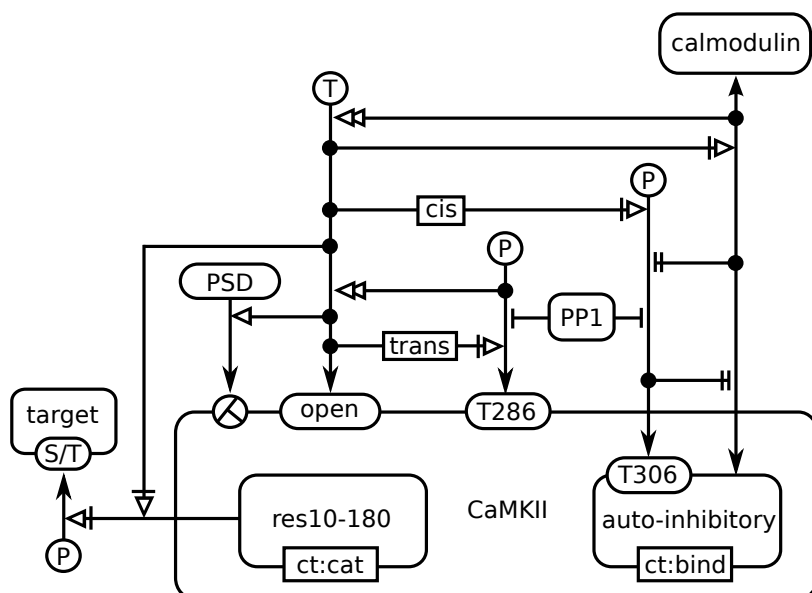 calmodulin
T
P
cis
P
PSD
PP1
trans
target
S/T
open
T286
T306
P
res10-180
ct:cat
CaMKII
auto-inhibitory
ct:bind